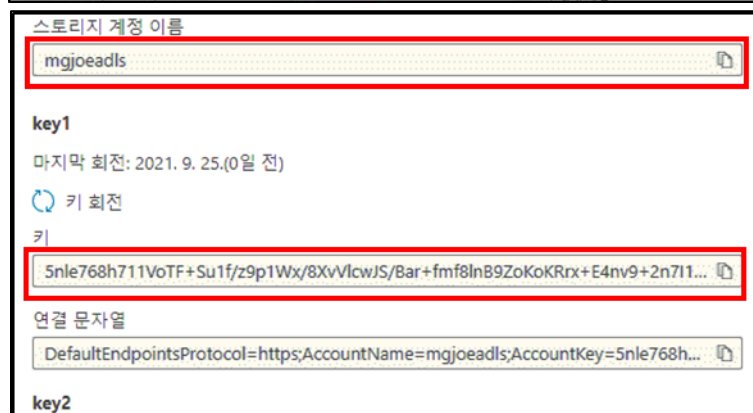 스토리지 계정 이름
mgjoeadls
key1
마지막 회전: 2021. 9. 25.(0일 전)
키 회전
키
5nle768h711VoTF+Su1f/z9p1Wx/8XvVlcwJS/Bar+fmf8lnB9ZoKoKRrx+E4nv9+2n7I1...
연결 문자열
DefaultEndpointsProtocol=https;AccountName=mgjoeadls;AccountKey=5nle768h...
key2